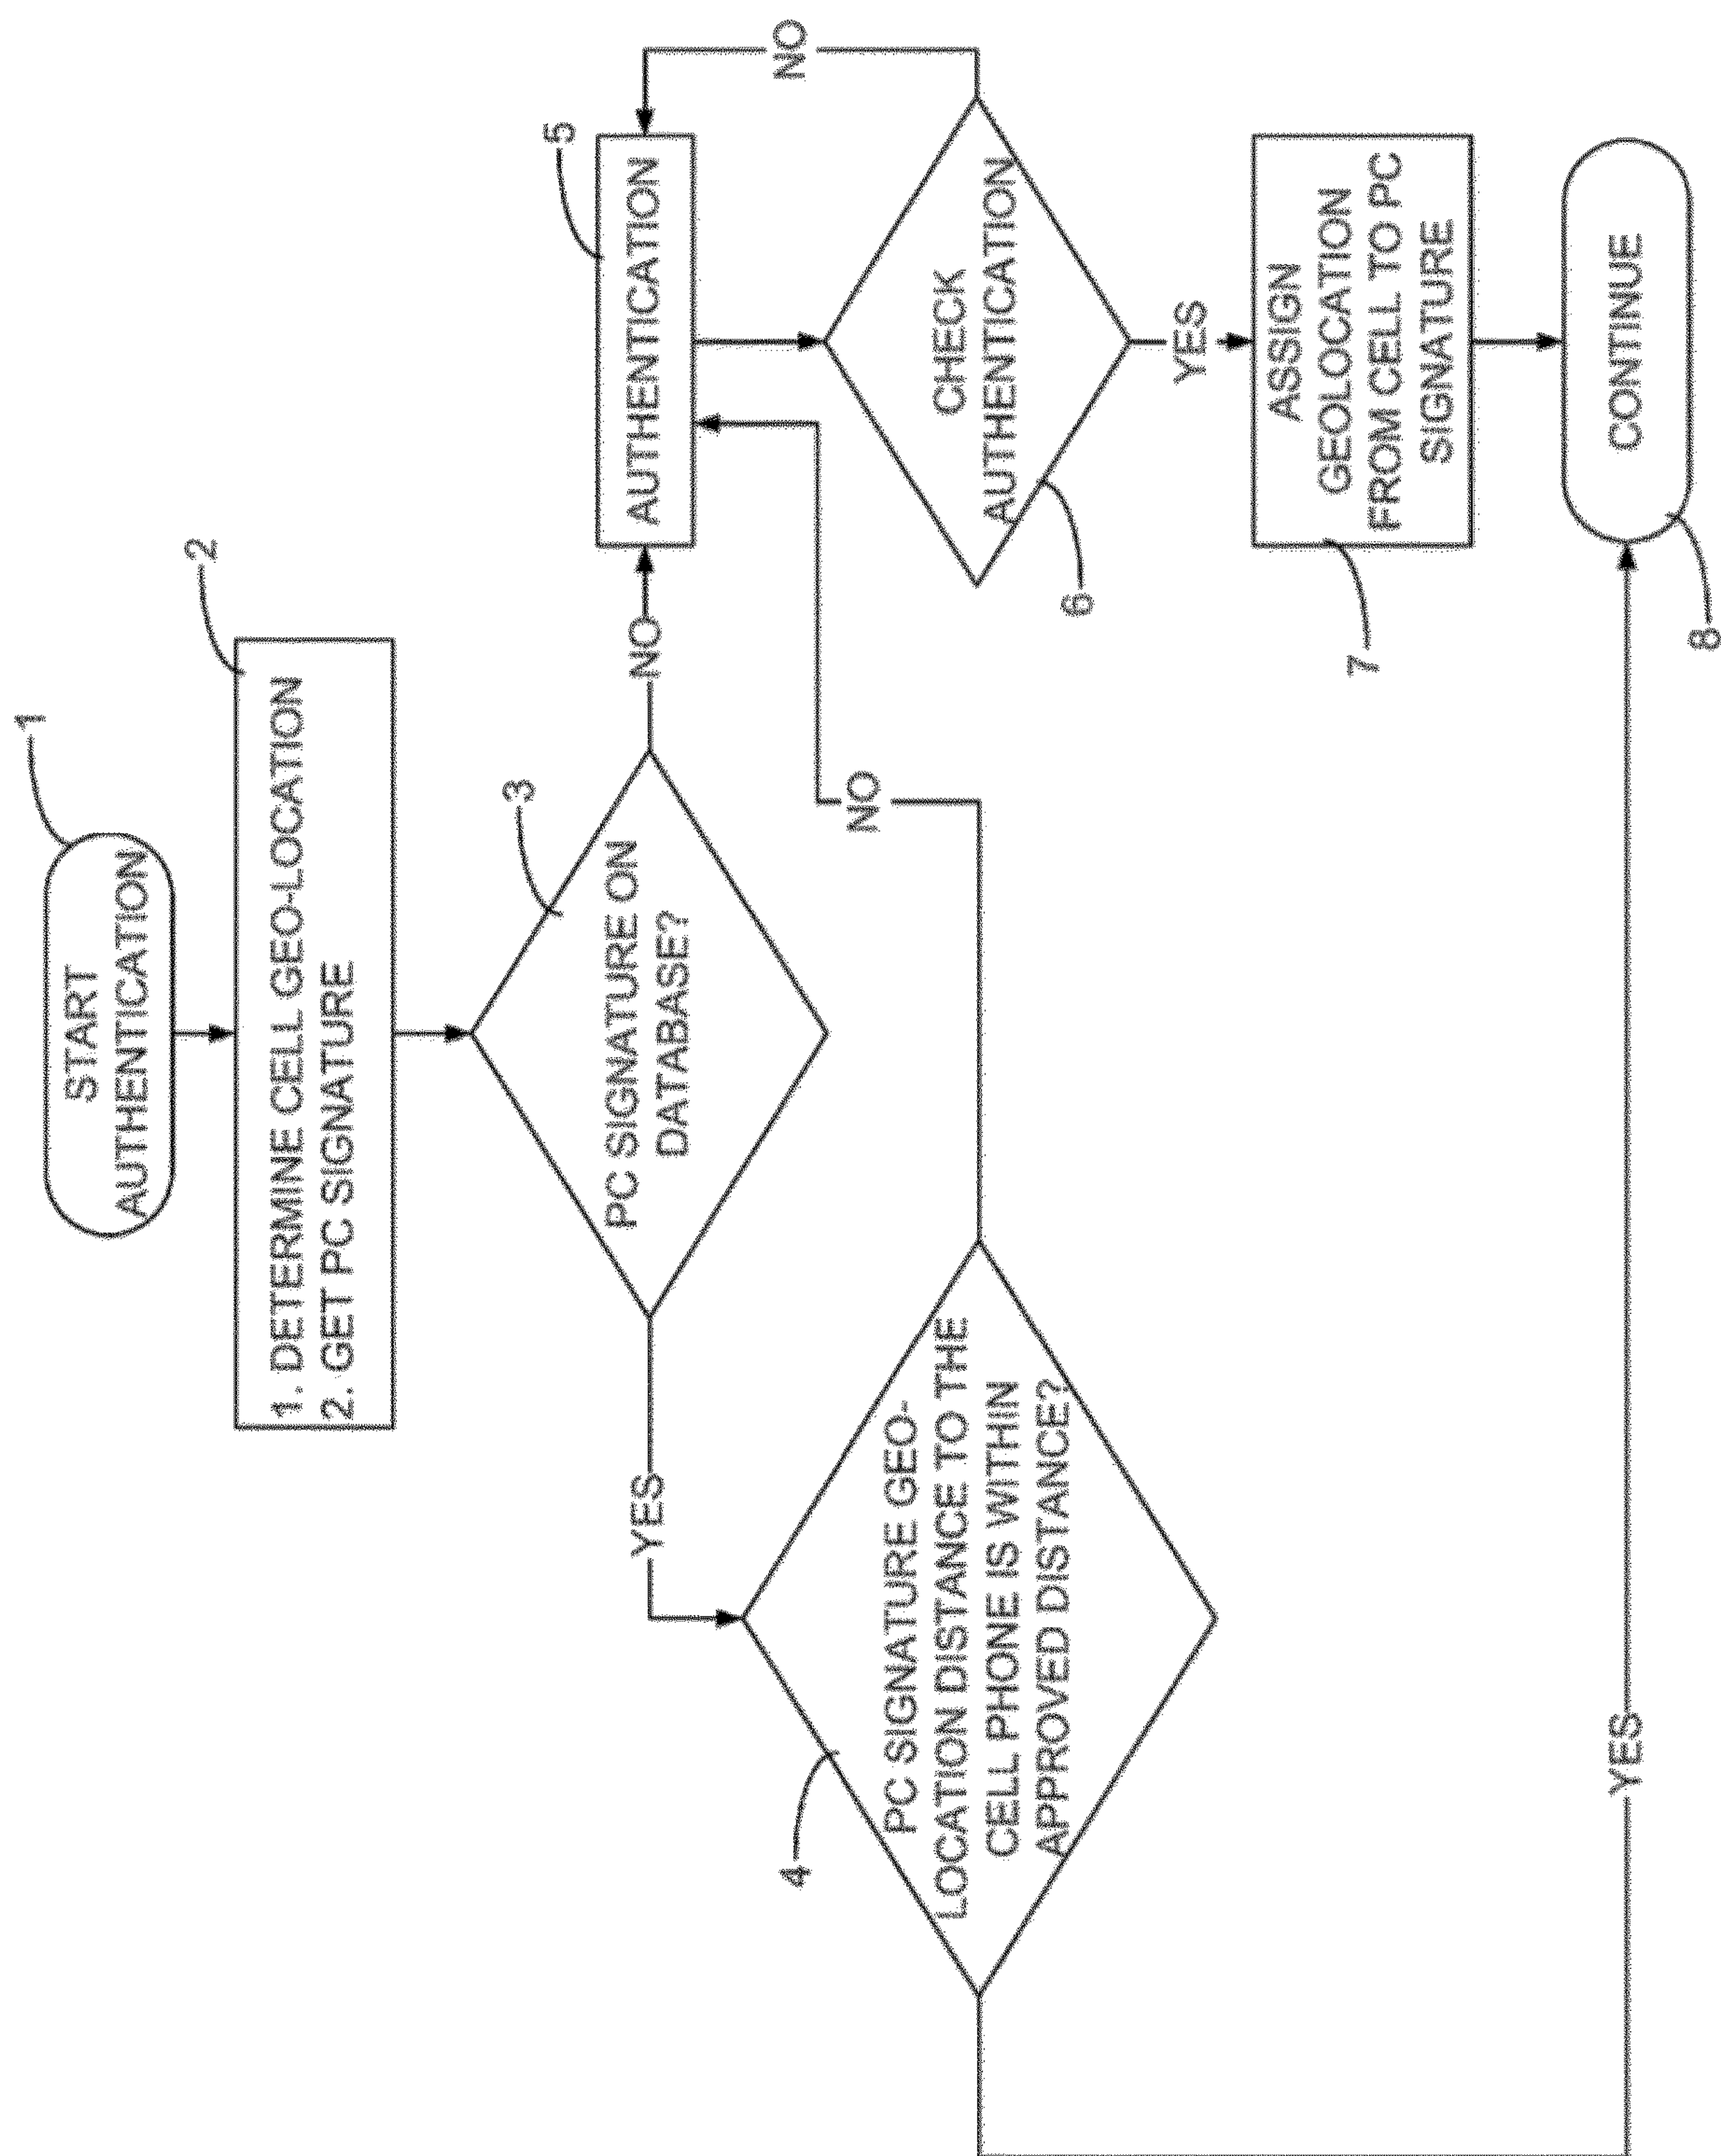 1
START
AUTHENTICATION
2
1. DETERMINE CELL GEO-LOCATION
2. GET PC SIGNATURE
3
PC SIGNATURE ON
DATABASE?
YES
NO
4
PC SIGNATURE GEO-
LOCATION DISTANCE TO THE
CELL PHONE IS WITHIN
APPROVED DISTANCE?
NO
YES
5
AUTHENTICATION
NO
6
CHECK
AUTHENTICATION
YES
7
ASSIGN
GEOLOCATION
FROM CELL TO PC
SIGNATURE
8
CONTINUE